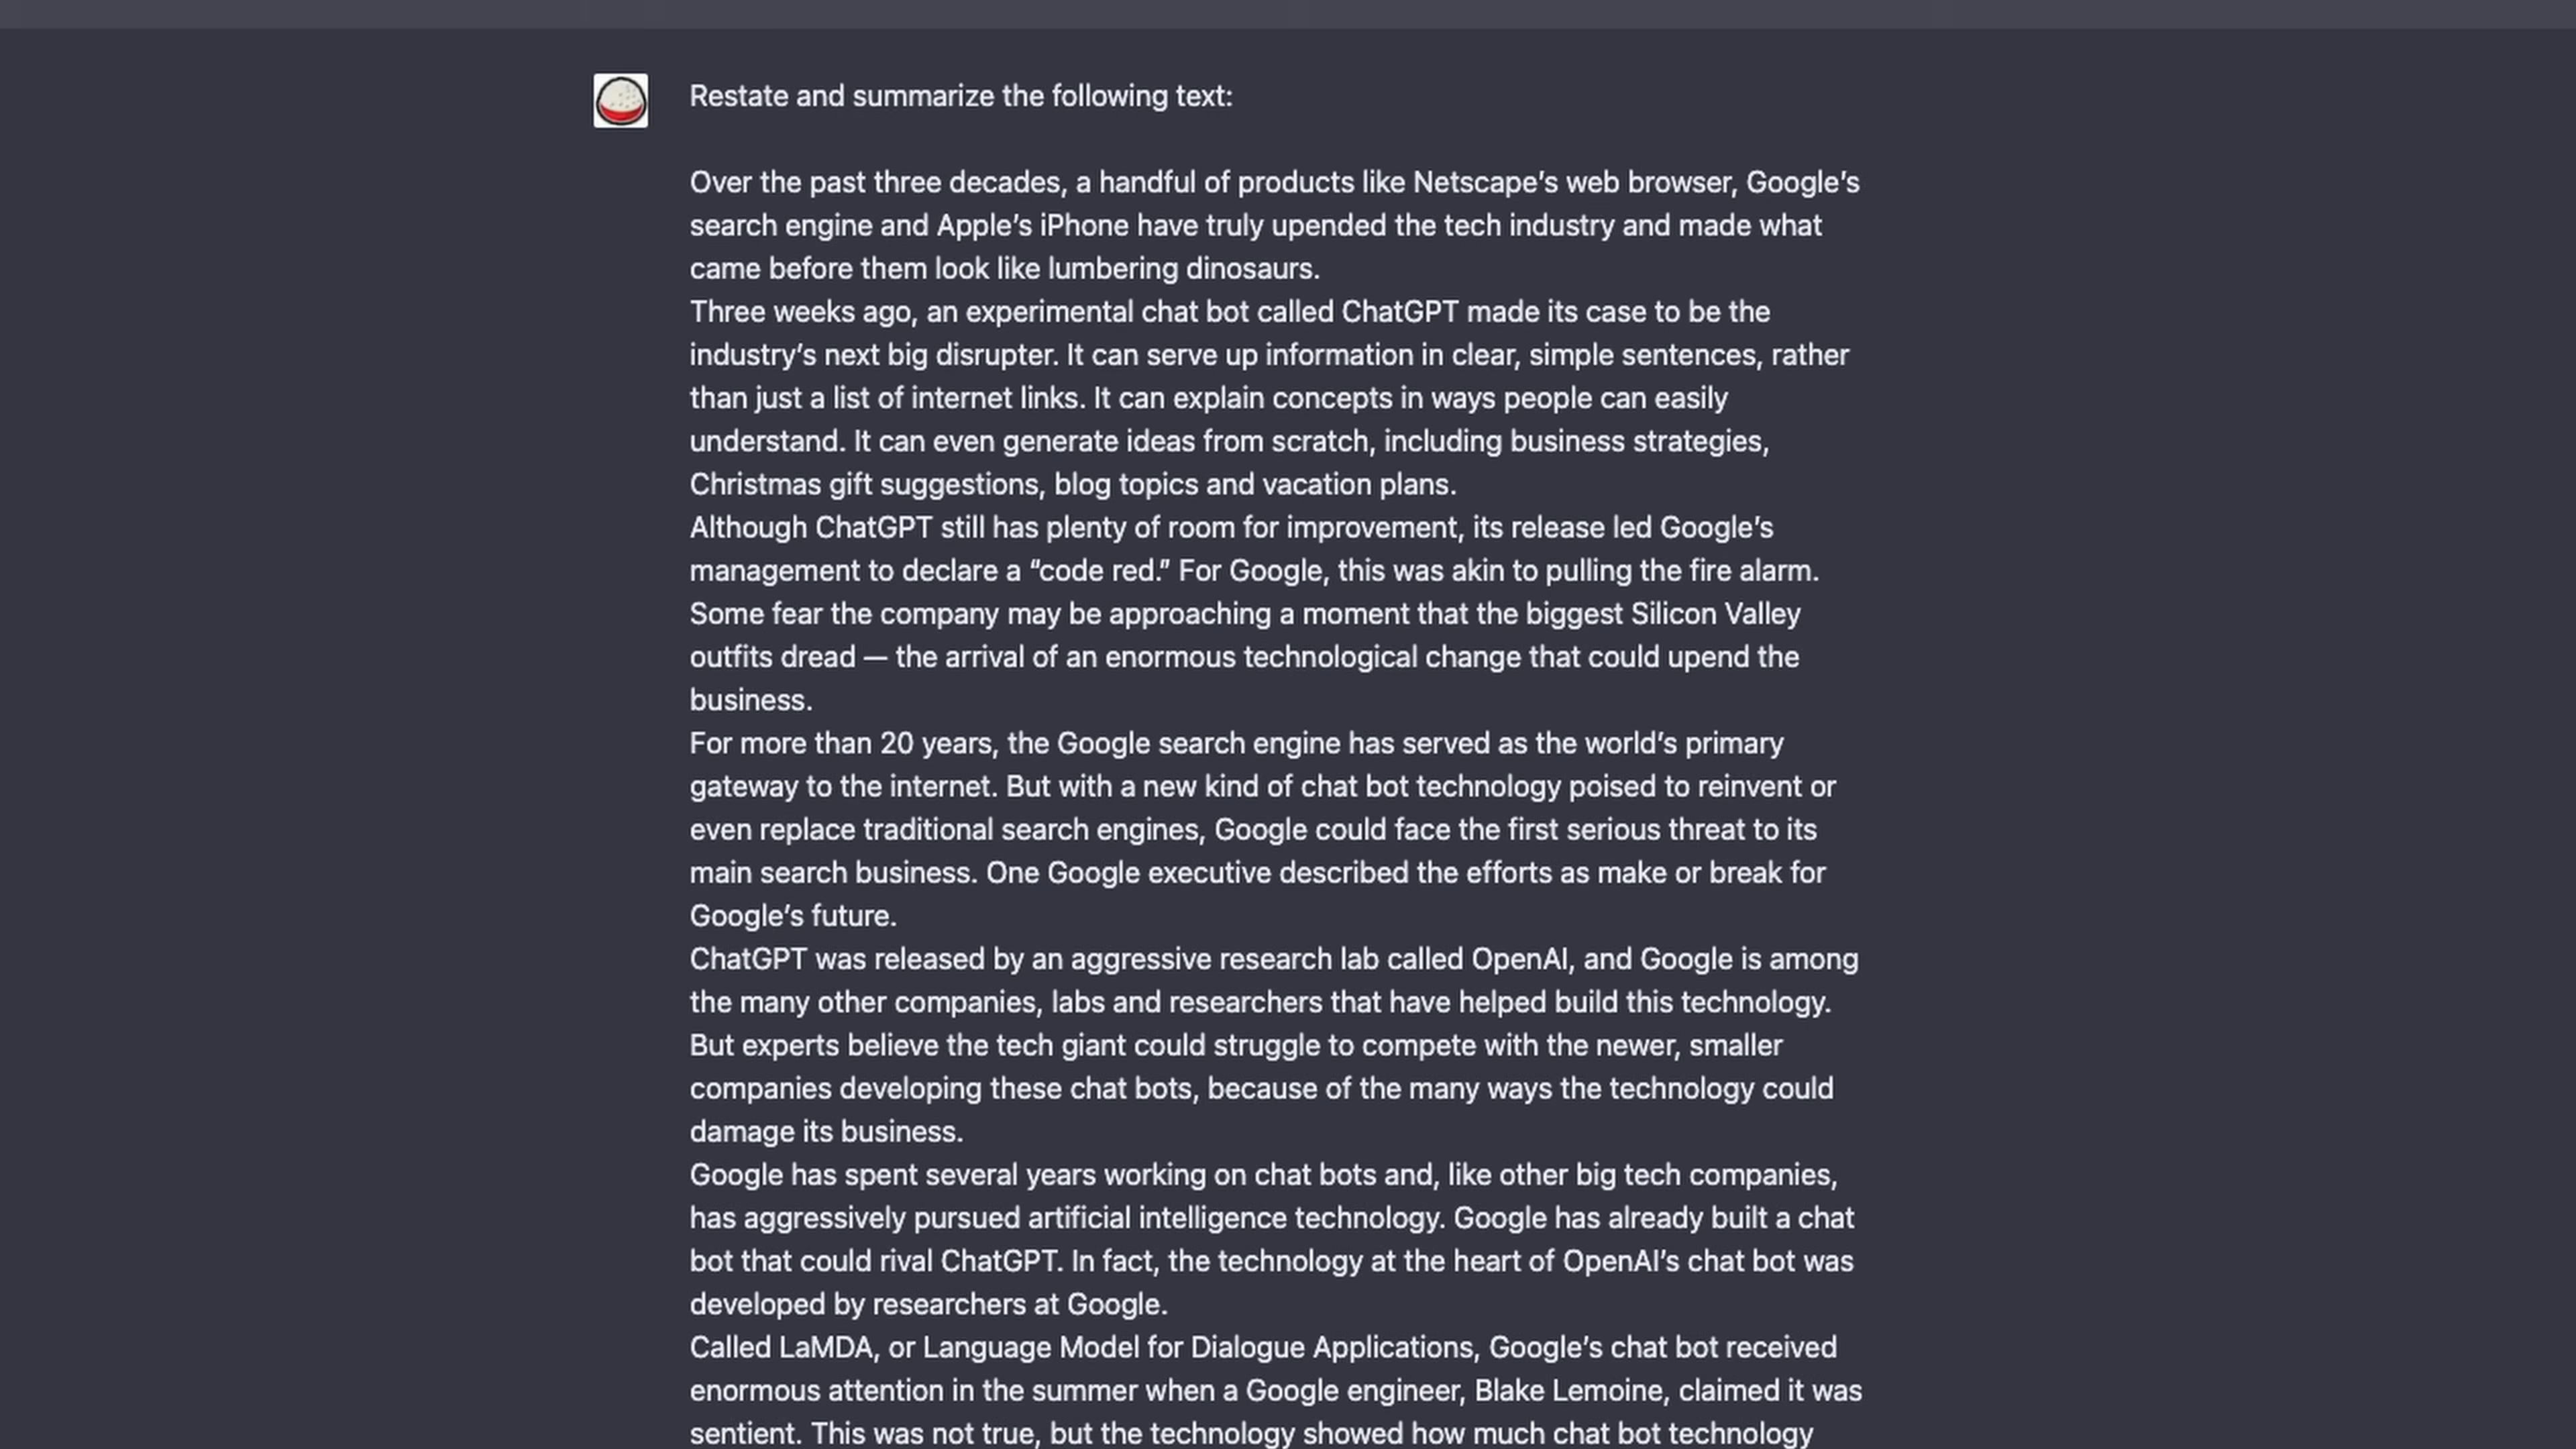 Restate and summarize the following text:
Over the past three decades, a handful of products like Netscape’s web browser, Google’s
search engine and Apple’s iPhone have truly upended the tech industry and made what
came before them look like lumbering dinosaurs.
Three weeks ago, an experimental chat bot called ChatGPT made its case to be the
industry’s next big disrupter. It can serve up information in clear, simple sentences, rather
than just a list of internet links. It can explain concepts in ways people can easily
understand. It can even generate ideas from scratch, including business strategies,
Christmas gift suggestions, blog topics and vacation plans.
Although ChatGPT still has plenty of room for improvement, its release led Google’s
management to declare a “code red.” For Google, this was akin to pulling the fire alarm.
Some fear the company may be approaching a moment that the biggest Silicon Valley
outfits dread — the arrival of an enormous technological change that could upend the
business.
For more than 20 years, the Google search engine has served as the world’s primary
gateway to the internet. But with a new kind of chat bot technology poised to reinvent or
even replace traditional search engines, Google could face the first serious threat to its
main search business. One Google executive described the efforts as make or break for
Google’s future.
ChatGPT was released by an aggressive research lab called OpenAI, and Google is among
the many other companies, labs and researchers that have helped build this technology.
But experts believe the tech giant could struggle to compete with the newer, smaller
companies developing these chat bots, because of the many ways the technology could
damage its business.
Google has spent several years working on chat bots and, like other big tech companies,
has aggressively pursued artificial intelligence technology. Google has already built a chat
bot that could rival ChatGPT. In fact, the technology at the heart of OpenAI’s chat bot was
developed by researchers at Google.
Called LaMDA, or Language Model for Dialogue Applications, Google’s chat bot received
enormous attention in the summer when a Google engineer, Blake Lemoine, claimed it was
sentient. This was not true, but the technology showed how much chat bot technology